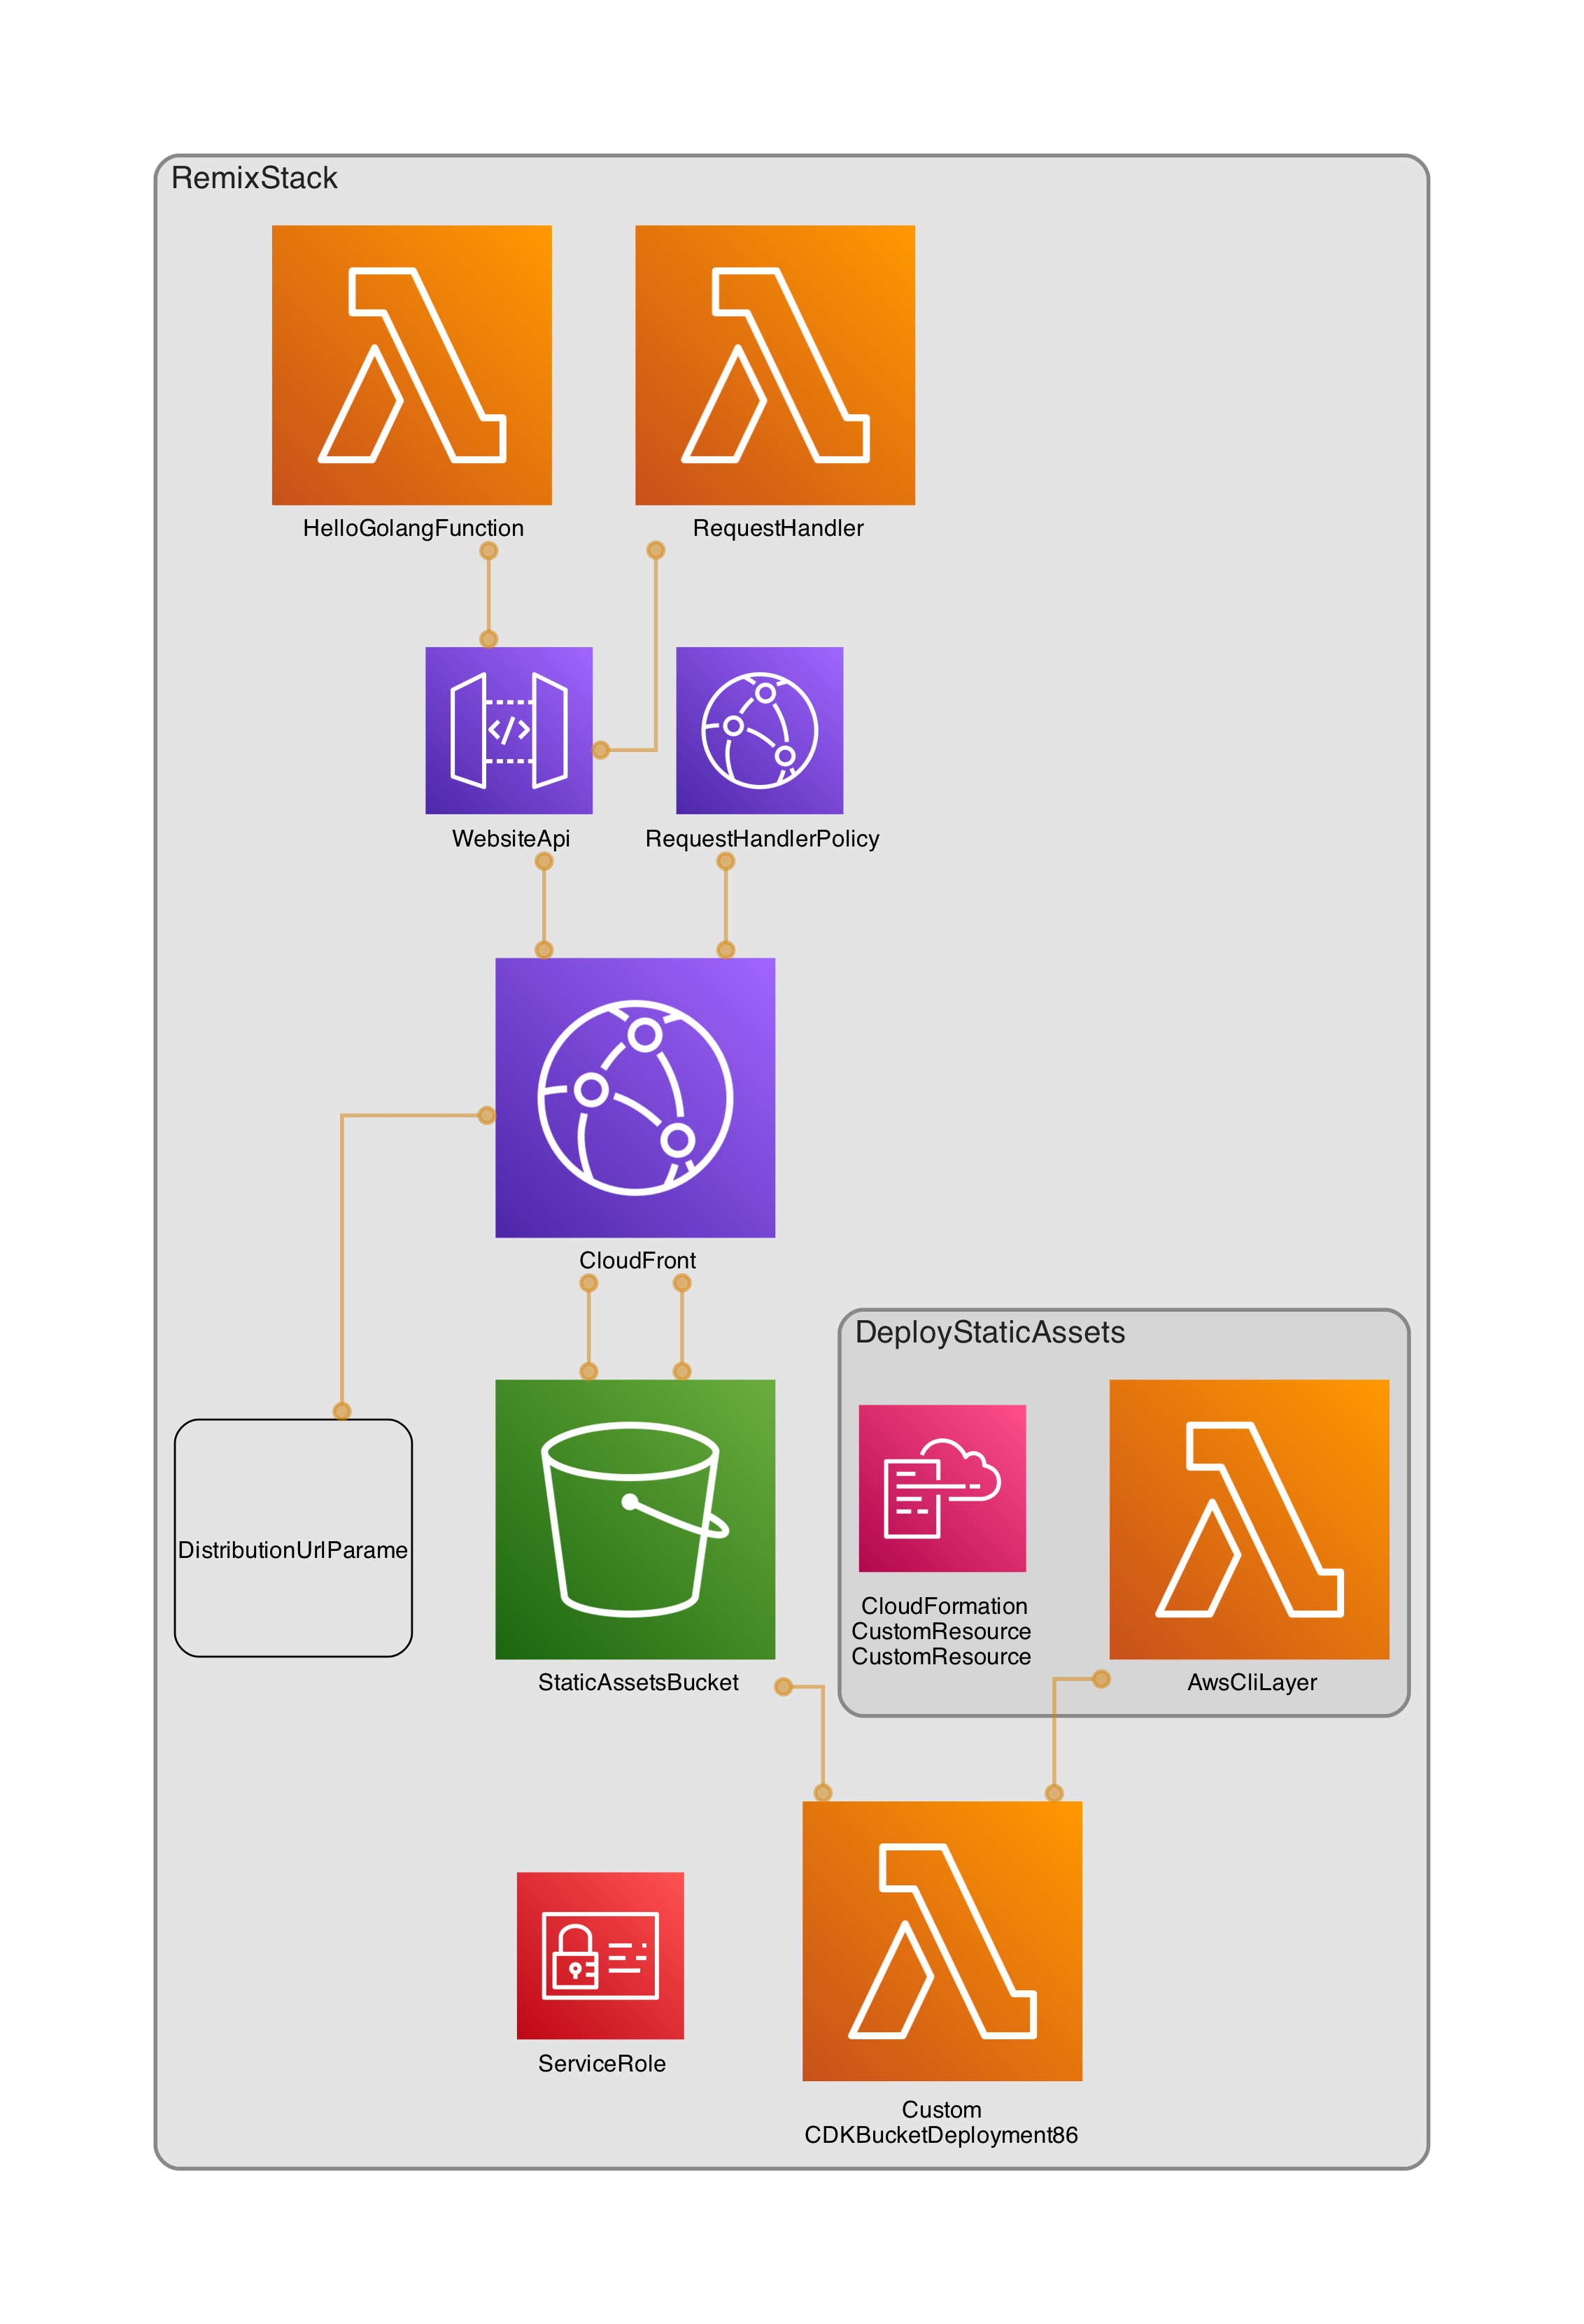 RemixStack
HelloGolangFunction
RequestHandler
WebsiteApi
RequestHandlerPolicy
CloudFront
DeployStaticAssets
DistributionUrlParame
CloudFormation
CustomResource
CustomResource
StaticAssetsBucket
AwsCliLayer
ServiceRole
Custom
CDKBucketDeployment86